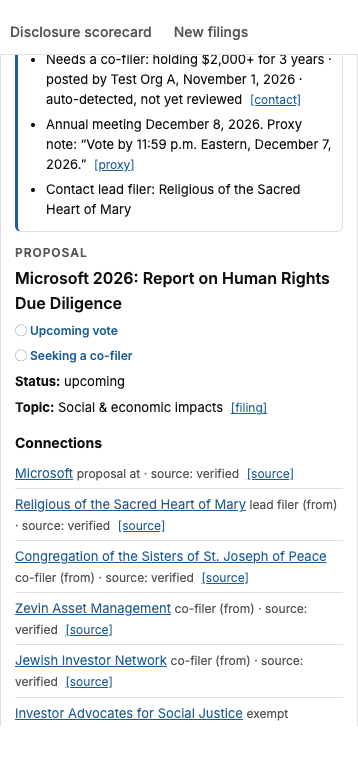 Disclosure scorecard New filings
Needs a co-filer: holding $2,000+ for 3 years ·
posted by Test Org A, November 1, 2026 ·
auto-detected, not yet reviewed [contact]
Annual meeting December 8, 2026. Proxy
note: “Vote by 11:59 p.m. Eastern, December 7,
2026.” [proxy]
Contact lead filer: Religious of the Sacred
Heart of Mary
PROPOSAL
Microsoft 2026: Report on Human Rights
Due Diligence
Upcoming vote
Seeking a co-filer
Status: upcoming
Topic: Social & economic impacts [filing]
Connections
Microsoft proposal at · source: verified [source]
Religious of the Sacred Heart of Mary lead filer (from)
· source: verified [source]
Congregation of the Sisters of St. Joseph of Peace
co-filer (from) · source: verified [source]
Zevin Asset Management co-filer (from) · source:
verified [source]
Jewish Investor Network co-filer (from) · source:
verified [source]
Investor Advocates for Social Justice exempt